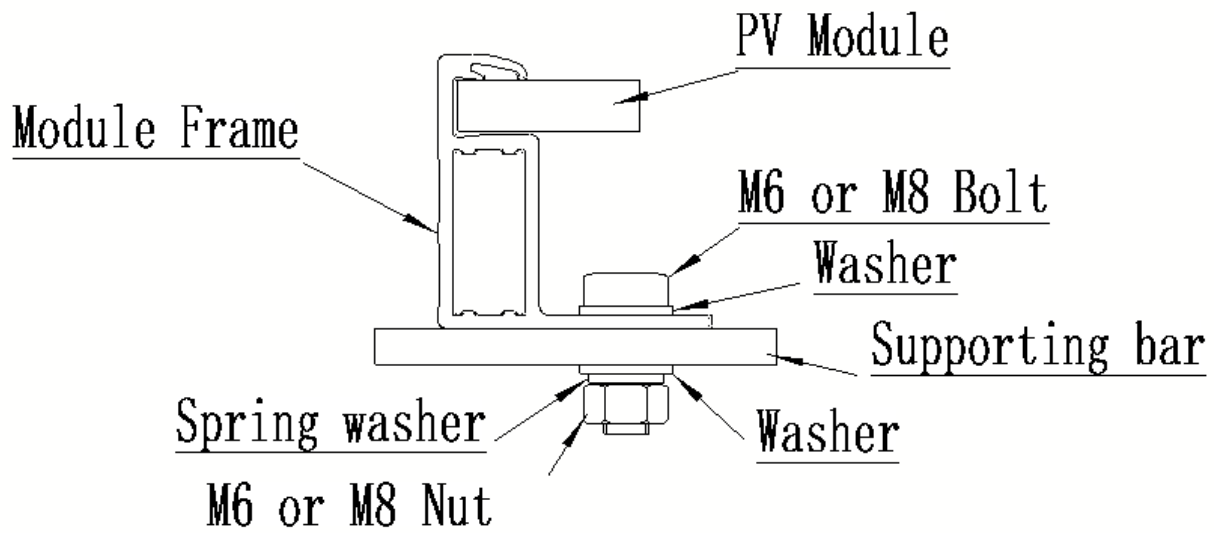 PV Module
Module Frame
M6 or M8 Bolt
Washer
Supporting bar
Spring washer
Washer
M6 or M8 Nut